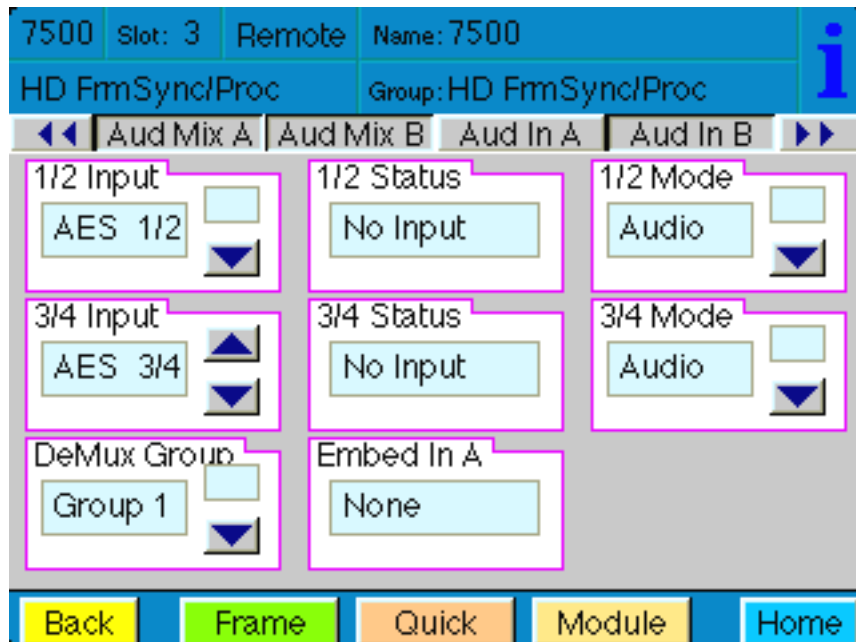 7500 Slot: 3 Remote Name: 7500
HD FrmSync/Proc Group: HD FrmSync/Proc
i
Aud Mix A Aud Mix B Aud In A Aud In B
1/2 Input 1/2 Status 1/2 Mode
AES 1/2 No Input Audio
3/4 Input 3/4 Status 3/4 Mode
AES 3/4 No Input Audio
DeMux Group Embed In A
Group 1 None
Back Frame Quick Module Home